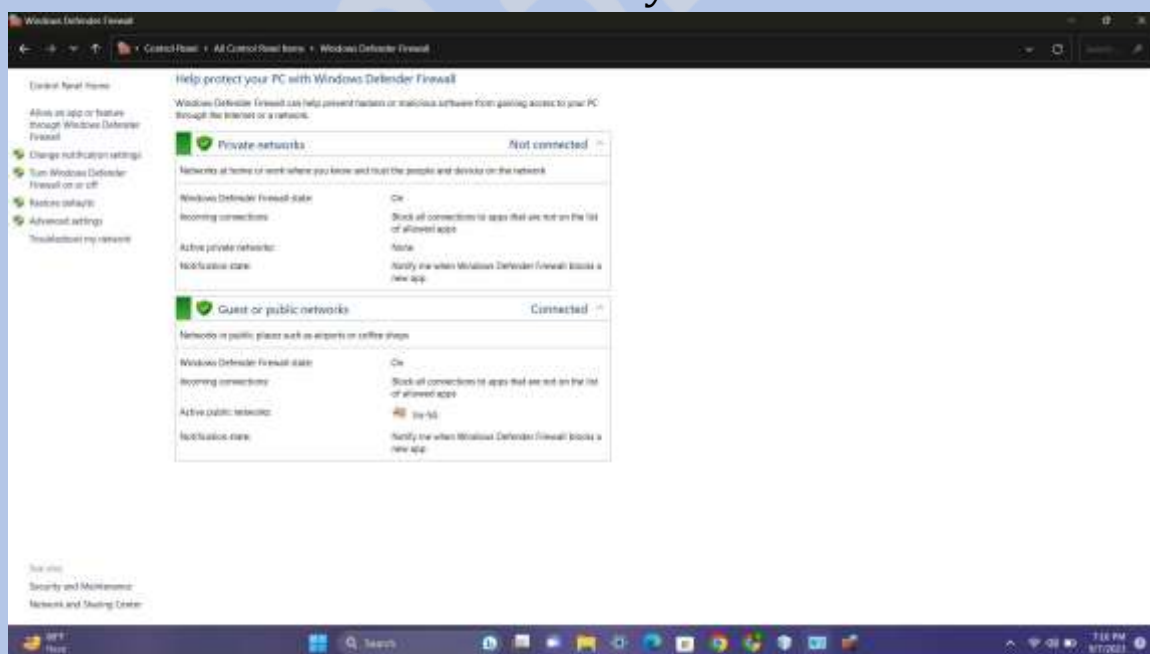 Windows Defender Firewall
Control Panel › All Control Panel Items › Windows Defender Firewall
Control Panel Home
Allow an app or feature
through Windows Defender
Firewall
Change notification settings
Turn Windows Defender
Firewall on or off
Restore defaults
Advanced settings
Troubleshoot my network
Help protect your PC with Windows Defender Firewall
Windows Defender Firewall can help prevent hackers or malicious software from gaining access to your PC
through the Internet or a network.
Private networks
Not connected
Networks at home or work where you know and trust the people and devices on the network
Windows Defender Firewall state:
On
Incoming connections:
Block all connections to apps that are not on the list
of allowed apps
Active private networks:
None
Notification state:
Notify me when Windows Defender Firewall blocks a
new app
Guest or public networks
Connected
Networks in public places such as airports or coffee shops
Windows Defender Firewall state:
On
Incoming connections:
Block all connections to apps that are not on the list
of allowed apps
Active public networks:
Notification state:
Notify me when Windows Defender Firewall blocks a
new app
See also
Security and Maintenance
Network and Sharing Center
Haze
Search